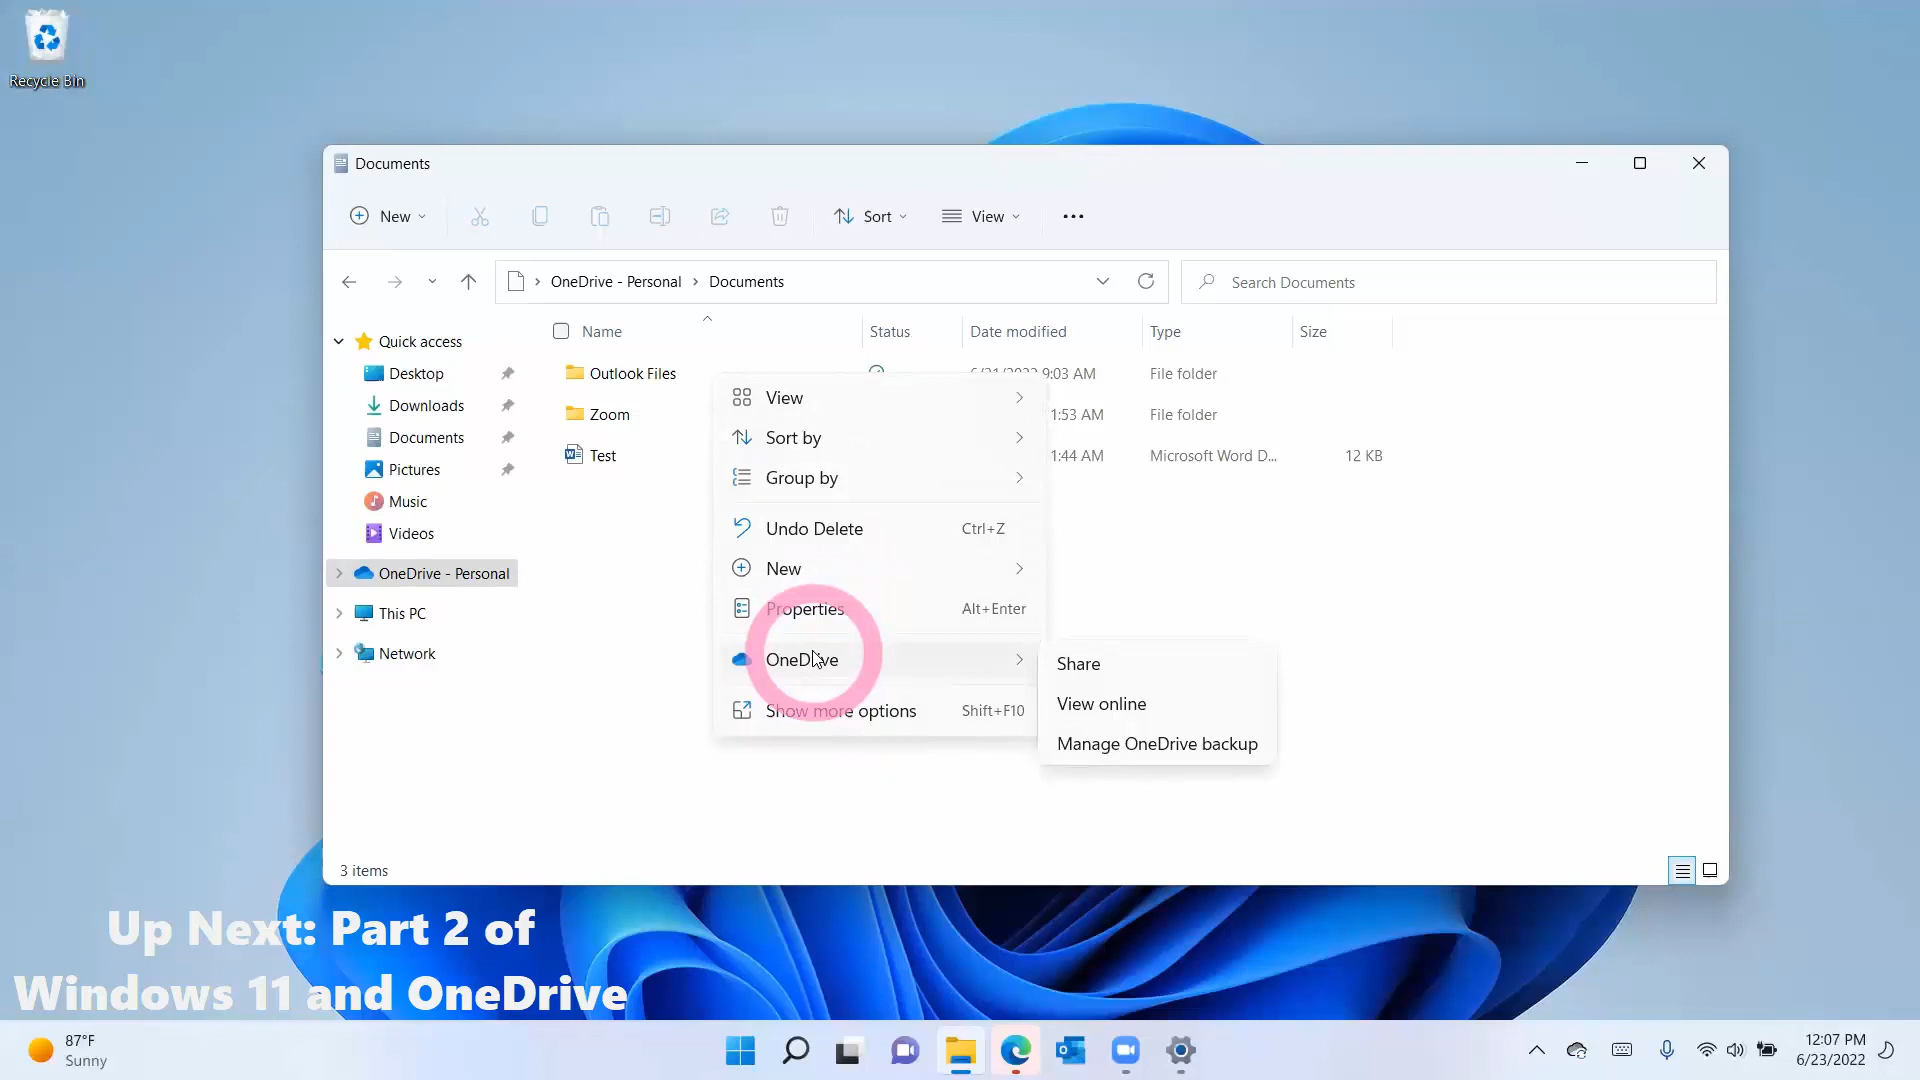 Recycle Bin
Documents
New
Sort
View
OneDrive - Personal
Documents
Search Documents
Name
Status
Date modified
Type
Size
Quick access
Desktop
Downloads
Documents
Pictures
Music
Videos
OneDrive - Personal
This PC
Network
Outlook Files
9:03 AM
File folder
Zoom
1:53 AM
File folder
Test
1:44 AM
Microsoft Word D...
12 KB
View
Sort by
Group by
Undo Delete
Ctrl+Z
New
Properties
Alt+Enter
OneDrive
Show more options
Shift+F10
Share
View online
Manage OneDrive backup
3 items
Up Next: Part 2 of
Windows 11 and OneDrive
87°F
Sunny
12:07 PM
6/23/2022